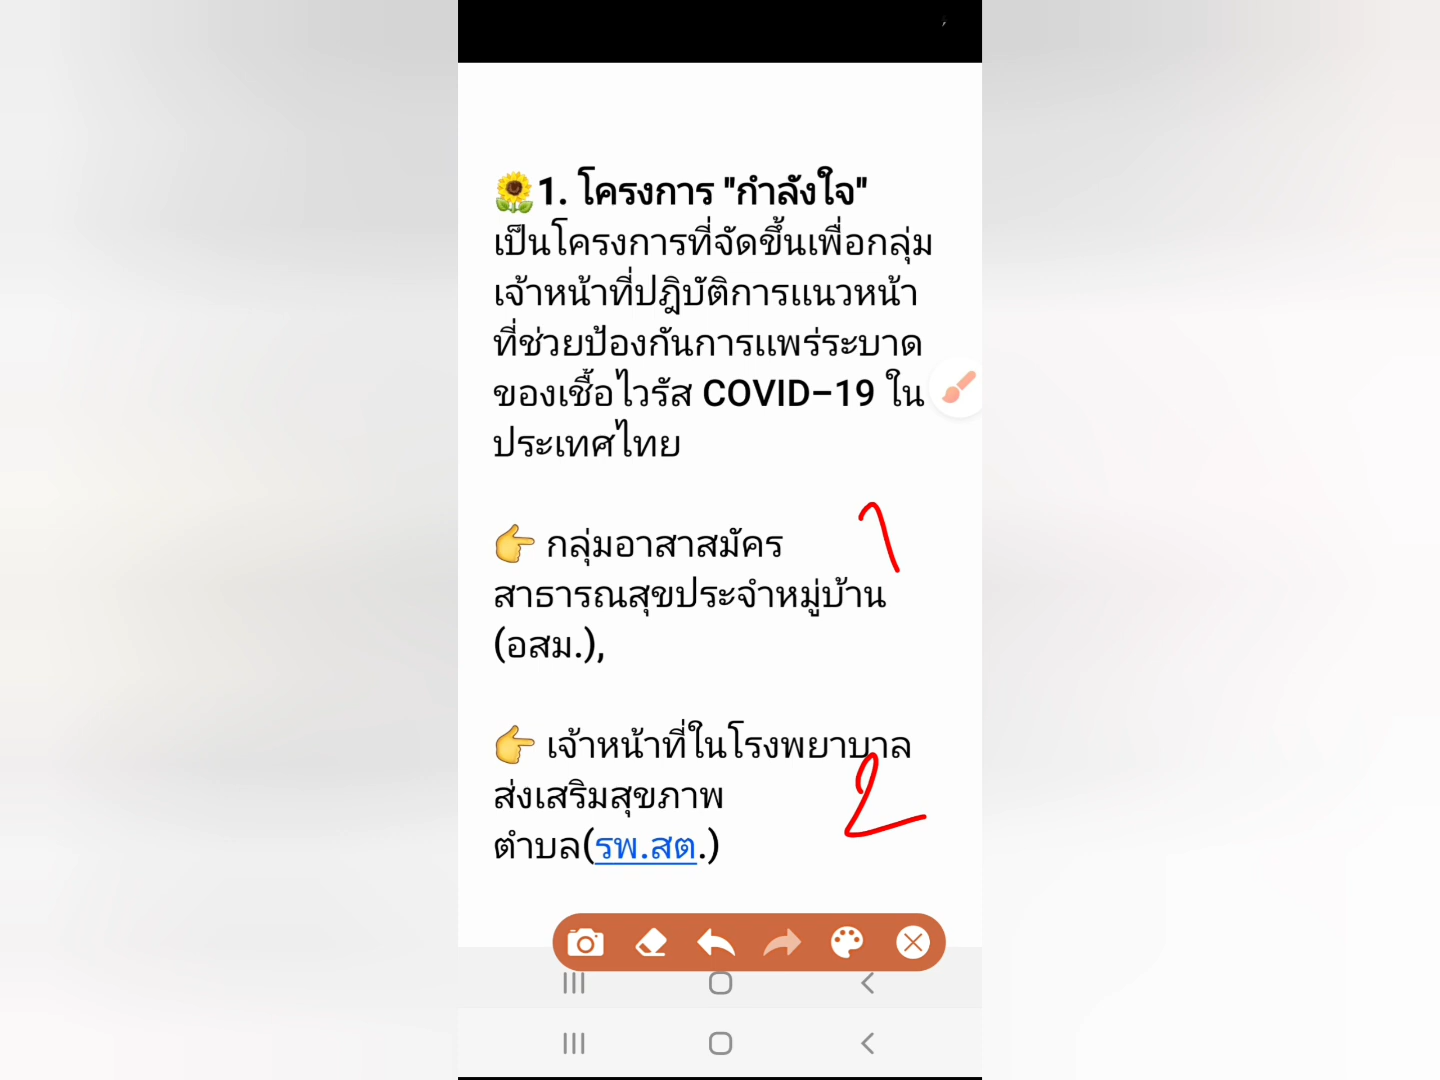 🌻1. โครงการ "กำลังใจ"
เป็นโครงการที่จัดขึ้นเพื่อกลุ่ม
เจ้าหน้าที่ปฎิบัติการแนวหน้า
ที่ช่วยป้องกันการแพร่ระบาด
ของเชื้อไวรัส COVID-19 ใน
ประเทศไทย
👉 กลุ่มอาสาสมัคร
1
สาธารณสุขประจำหมู่บ้าน
(อสม.),
👉 เจ้าหน้าที่ในโรงพยาบาล
ส่งเสริมสุขภาพ
2
ตำบล(รพ.สต.)